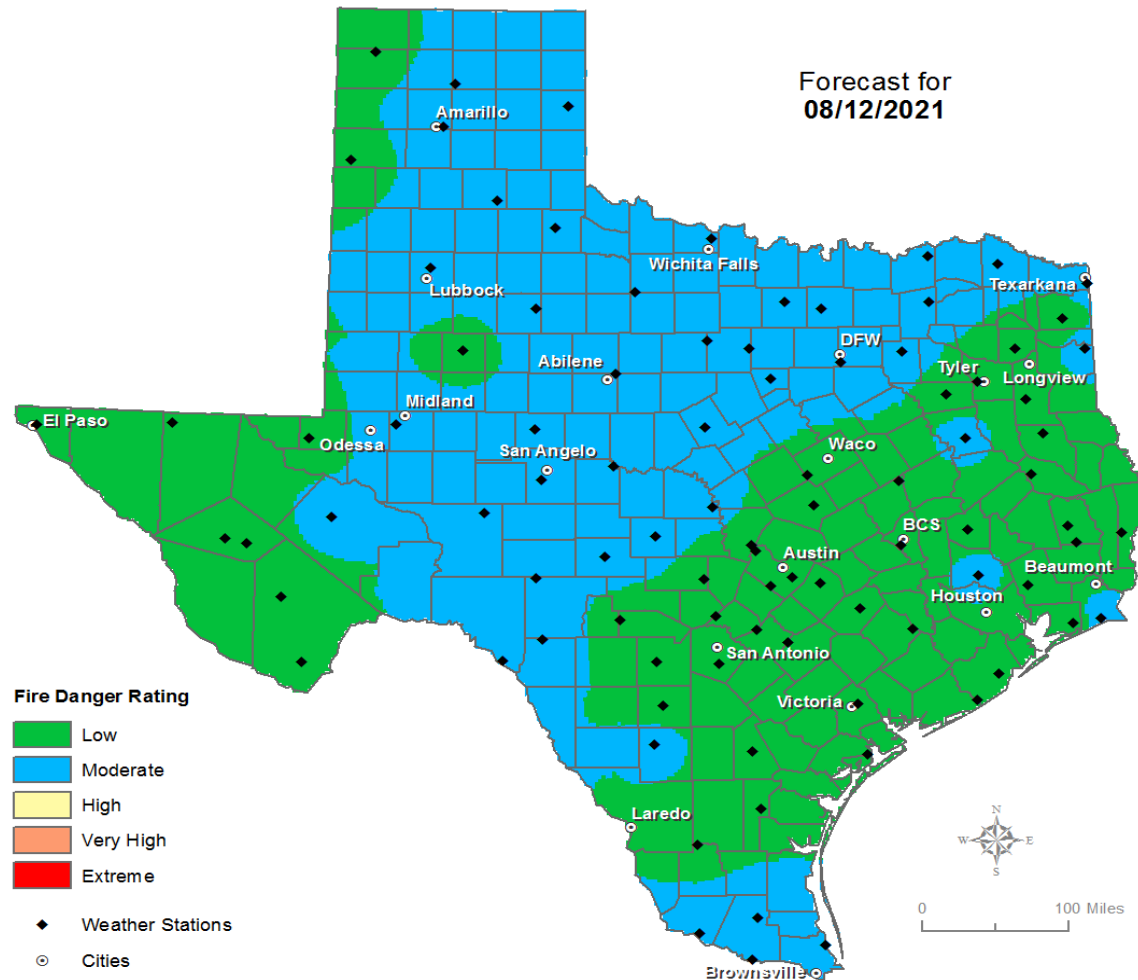 Forecast for
08/12/2021
Amarillo
Wichita Falls
Lubbock
Texarkana
DFW
Abilene
Tyler
Longview
Midland
El Paso
Odessa
San Angelo
Waco
BCS
Austin
Beaumont
Houston
San Antonio
Victoria
Laredo
Brownsville
Fire Danger Rating
Low
Moderate
High
Very High
Extreme
Weather Stations
Cities
N
W E
S
0 100 Miles